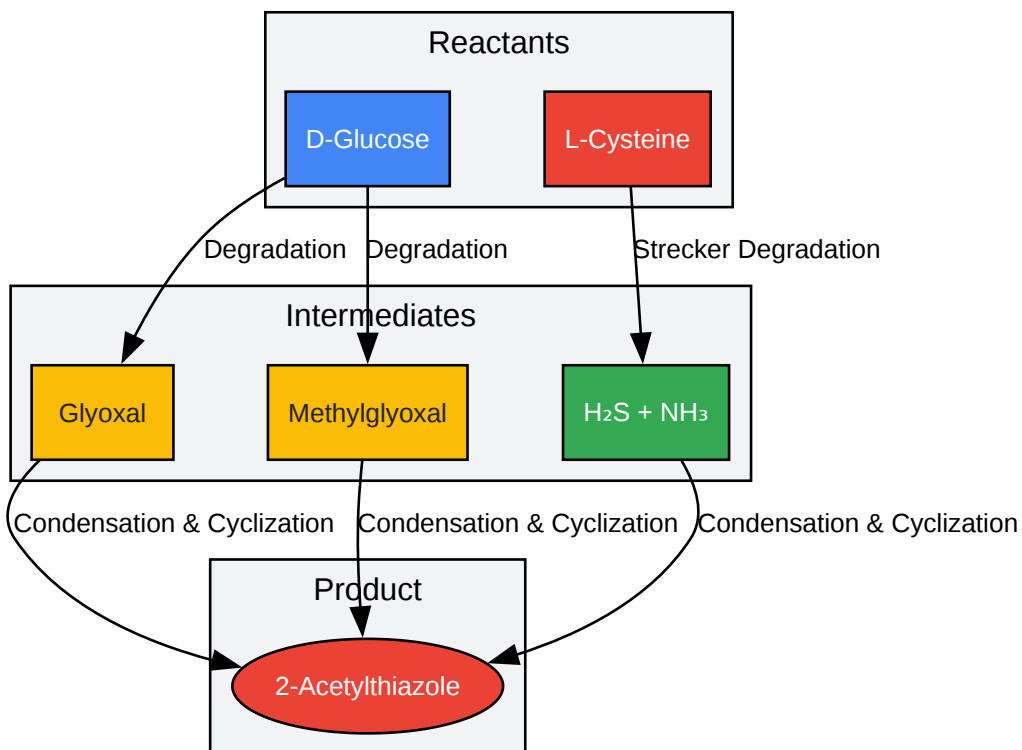 Reactants
D-Glucose
L-Cysteine
Degradation
Degradation
Strecker Degradation
Intermediates
Glyoxal
Methylglyoxal
H₂S + NH₃
Condensation & Cyclization
Condensation & Cyclization
Condensation & Cyclization
Product
2-Acetylthiazole